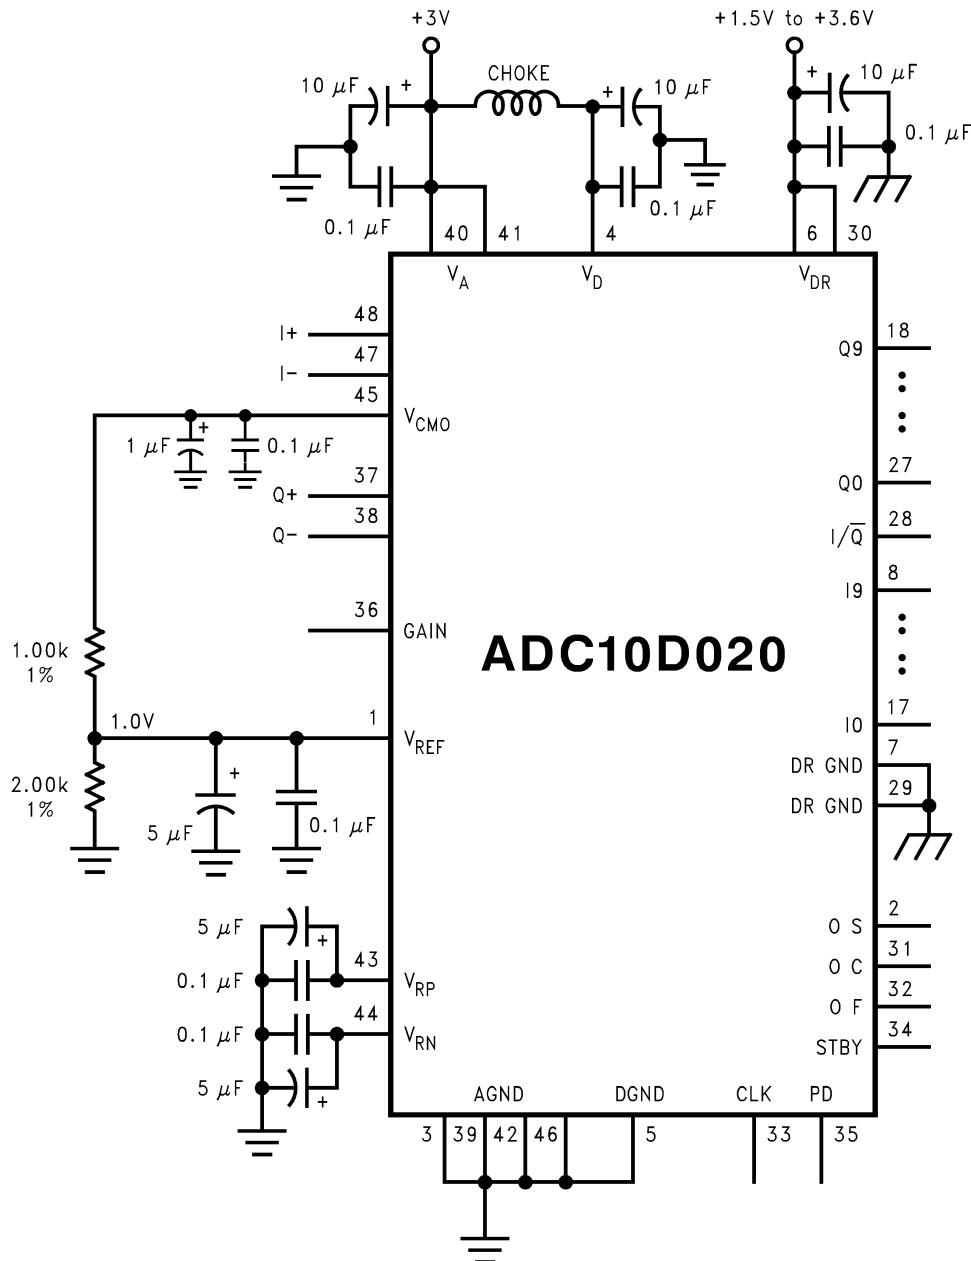 +3V
+1.5V to +3.6V
10 µF
+
CHOKE
+
10 µF
+
10 µF
0.1 µF
0.1 µF
0.1 µF
40
41
4
6
30
V_A
V_D
V_DR
48
I+
47
I-
45
V_CMO
1 µF
+
0.1 µF
37
Q+
38
Q-
36
GAIN
1.00k
1%
1.0V
1
V_REF
2.00k
1%
+
5 µF
0.1 µF
ADC10D020
18
Q9
27
Q0
28
I/Q̅
8
I9
17
I0
7
DR GND
29
DR GND
5 µF
+
0.1 µF
43
V_RP
0.1 µF
44
V_RN
5 µF
+
2
O S
31
O C
32
O F
34
STBY
AGND
DGND
CLK
PD
3
39
42
46
5
33
35